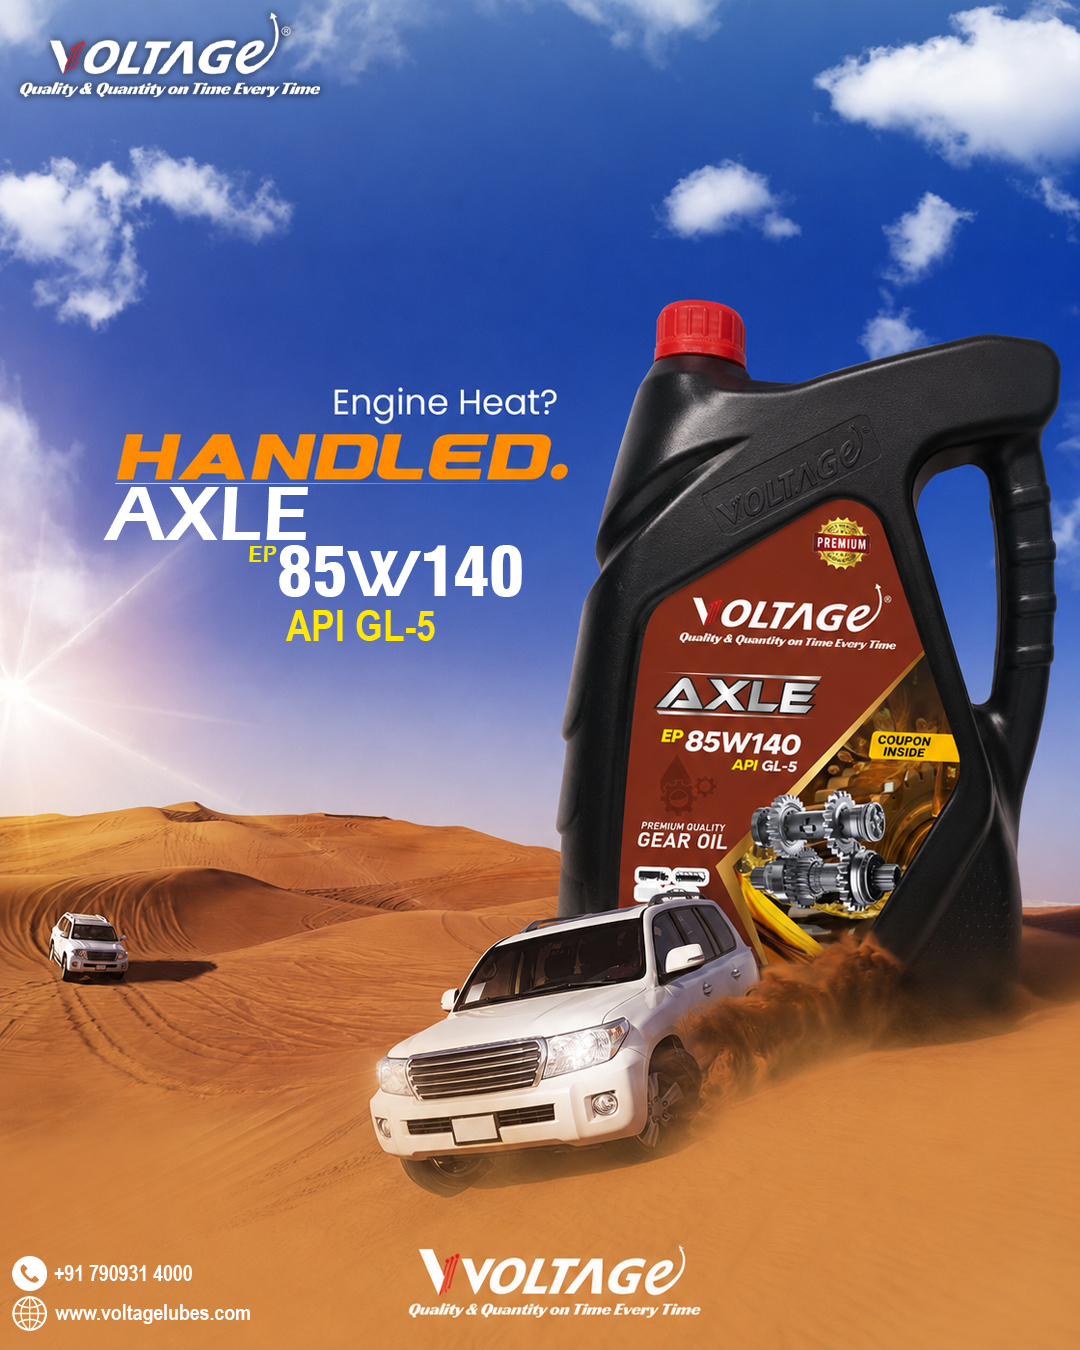 VOLTAGE®
Quality & Quantity on Time Every Time
Engine Heat?
HANDLED.
AXLE
EP 85W140
API GL-5
VOLTAGE
PREMIUM
VOLTAGE®
Quality & Quantity on Time Every Time
AXLE
EP 85W140
API GL-5
COUPON
INSIDE
PREMIUM QUALITY
GEAR OIL
+91 790931 4000
www.voltagelubes.com
VOLTAGE
Quality & Quantity on Time Every Time